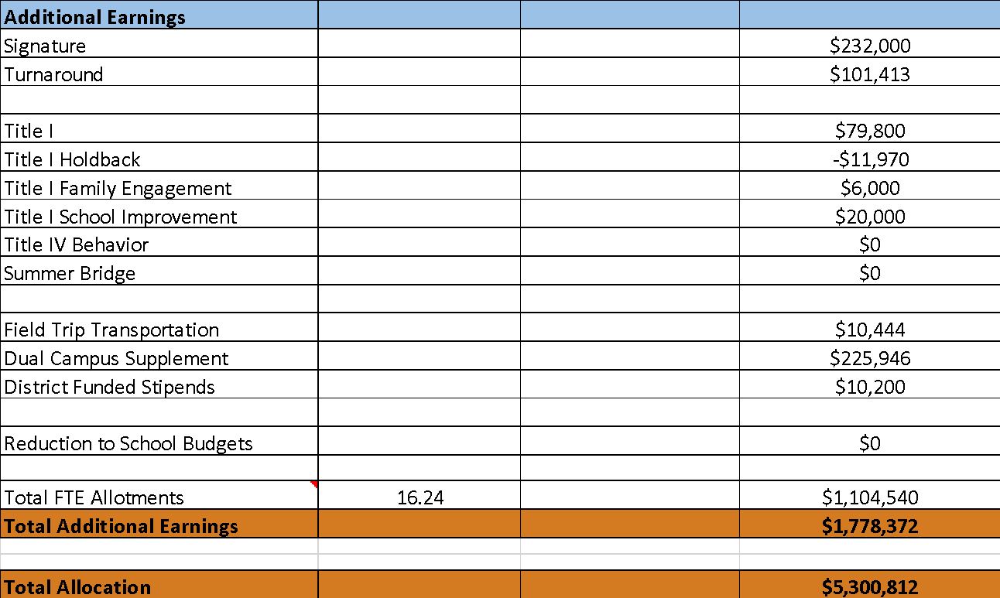 Additional Earnings
Signature $232,000
Turnaround $101,413
Title I $79,800
Title I Holdback -$11,970
Title I Family Engagement $6,000
Title I School Improvement $20,000
Title IV Behavior $0
Summer Bridge $0
Field Trip Transportation $10,444
Dual Campus Supplement $225,946
District Funded Stipends $10,200
Reduction to School Budgets $0
Total FTE Allotments 16.24 $1,104,540
Total Additional Earnings $1,778,372
Total Allocation $5,300,812